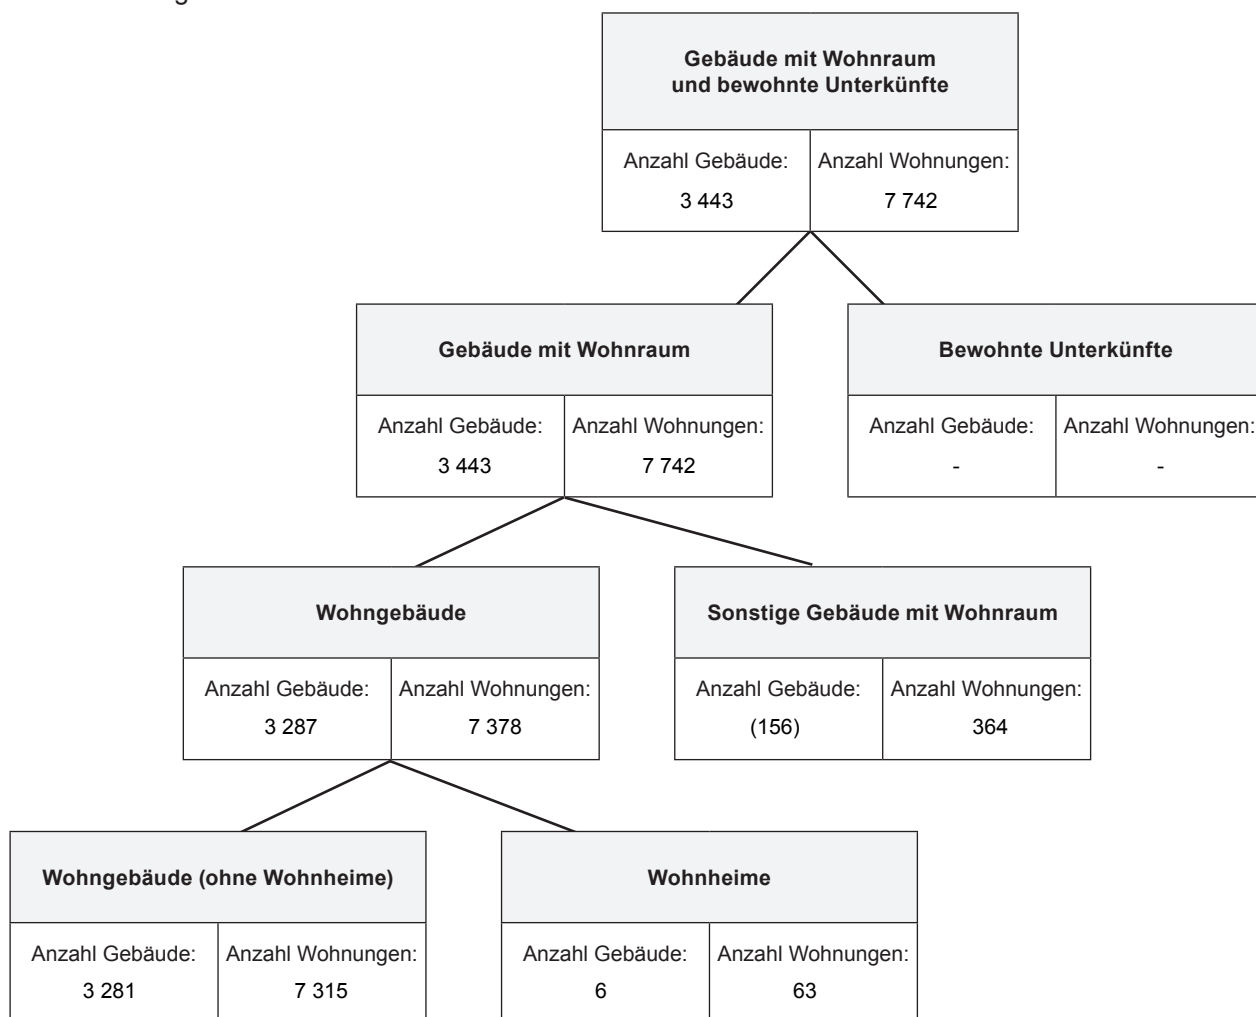 Gebäude mit Wohnraum
und bewohnte Unterkünfte
Anzahl Gebäude:
Anzahl Wohnungen:
3 443
7 742
Gebäude mit Wohnraum
Bewohnte Unterkünfte
Anzahl Gebäude:
Anzahl Wohnungen:
3 443
7 742
Anzahl Gebäude:
Anzahl Wohnungen:
-
-
Wohngebäude
Sonstige Gebäude mit Wohnraum
Anzahl Gebäude:
Anzahl Wohnungen:
3 287
7 378
Anzahl Gebäude:
Anzahl Wohnungen:
(156)
364
Wohngebäude (ohne Wohnheime)
Wohnheime
Anzahl Gebäude:
Anzahl Wohnungen:
3 281
7 315
Anzahl Gebäude:
Anzahl Wohnungen:
6
63